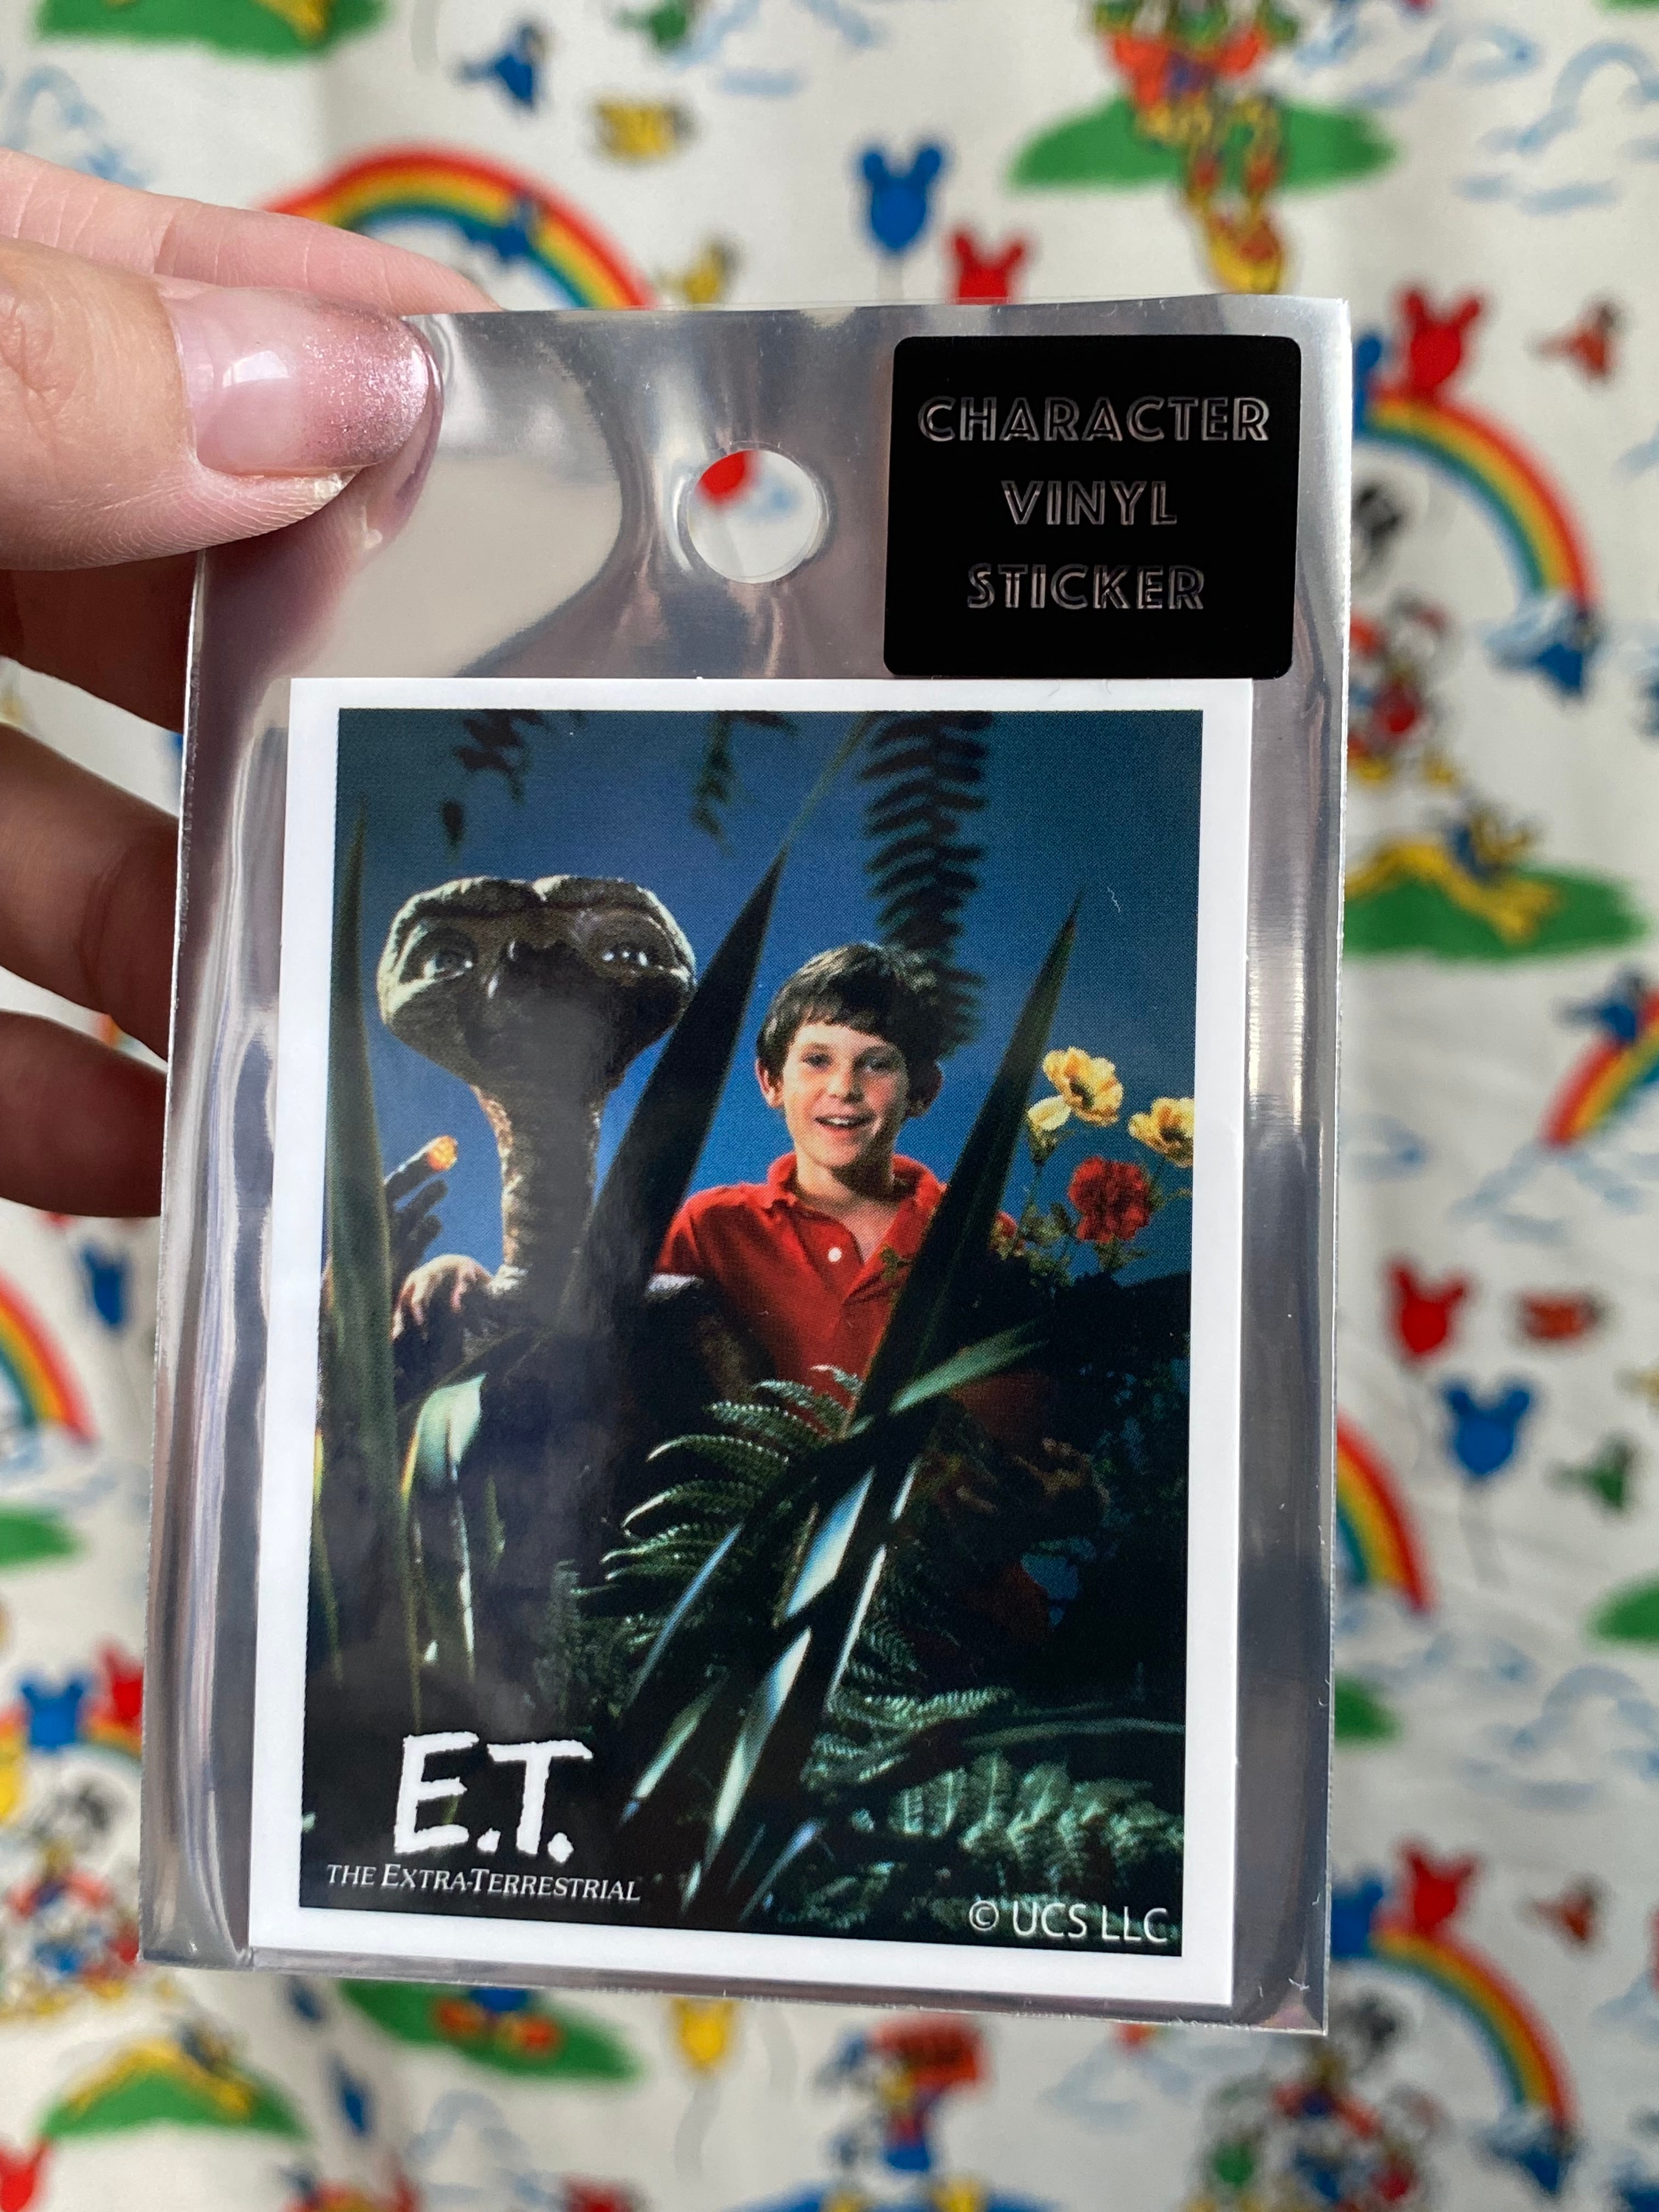 CHARACTER
VINYL
STICKER
E.T.
THE EXTRA-TERRESTRIAL
© UCS LLC